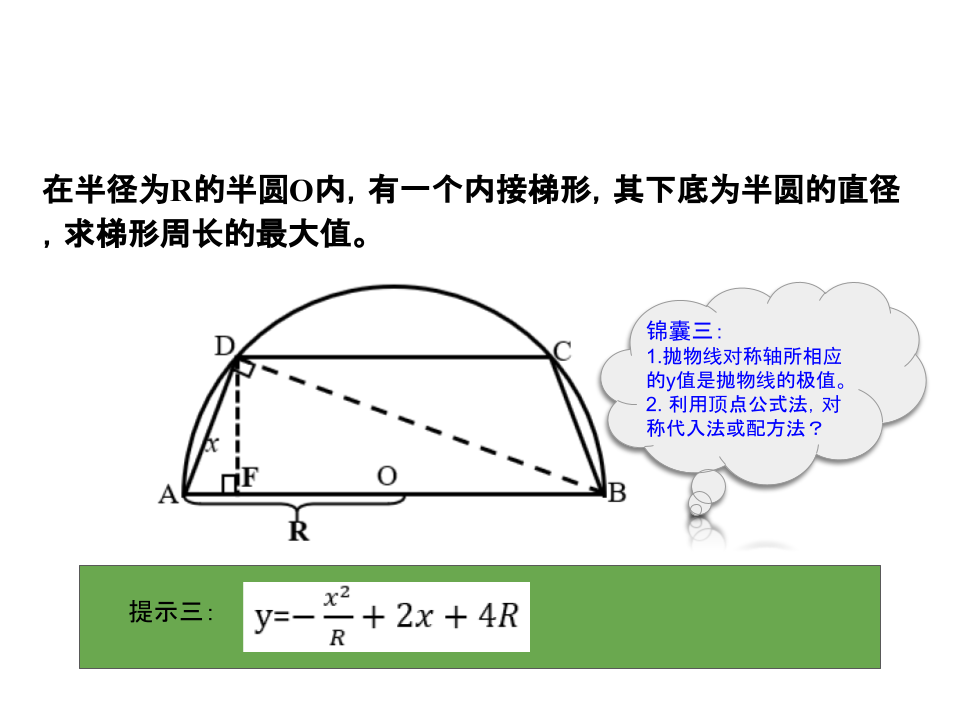 在半径为R的半圆O内，有一个内接梯形，其下底为半圆的直径
，求梯形周长的最大值。
锦囊三：
1.抛物线对称轴所相应
的y值是抛物线的极值。
2. 利用顶点公式法，对
称代入法或配方法？
D
C
x
A
F
O
B
R
提示三：
y=−x²/R + 2x + 4R